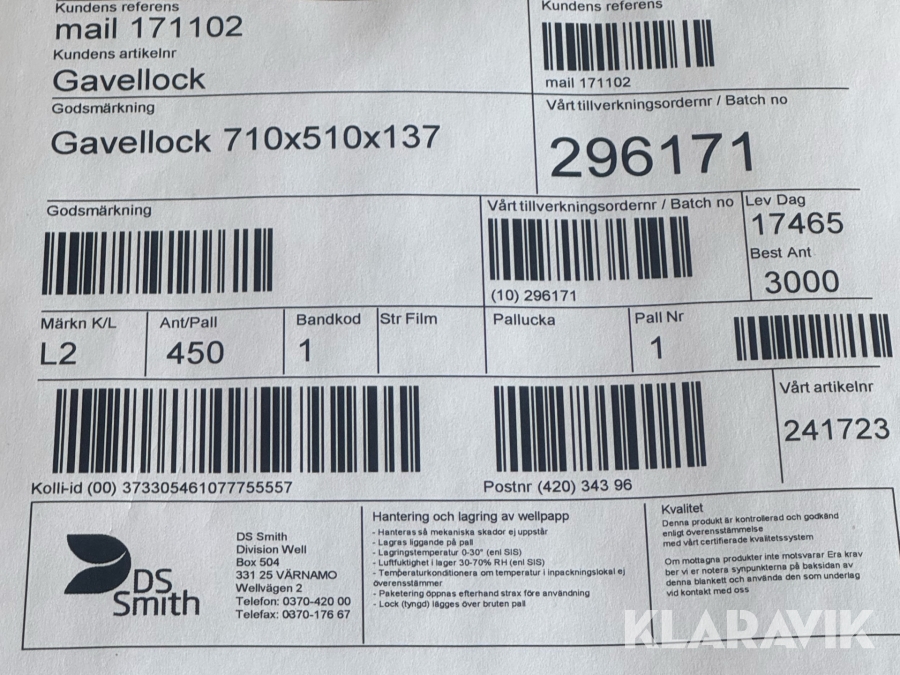 Kundens referens
mail 171102
Kundens artikelnr
Gavellock
Godsmärkning
Gavellock 710x510x137
Kundens referens
mail 171102
Vårt tillverkningsordernr / Batch no
296171
Godsmärkning
Vårt tillverkningsordernr / Batch no
(10) 296171
Lev Dag
17465
Best Ant
3000
Märkn K/L
L2
Ant/Pall
450
Bandkod
1
Str Film
Pallucka
Pall Nr
1
Kolli-id (00) 373305461077755557
Postnr (420) 343 96
Vårt artikelnr
241723
DS
Smith
DS Smith
Division Well
Box 504
331 25 VÄRNAMO
Wellvägen 2
Telefon: 0370-420 00
Telefax: 0370-176 67
Hantering och lagring av wellpapp
- Hanteras så mekaniska skador ej uppstår
- Lagras liggande på pall
- Lagringstemperatur 0-30° (enl SIS)
- Luftfuktighet i lager 30-70% RH (enl SIS)
- Temperaturkonditionera om temperatur i inpackningslokal ej
överensstämmer
- Paketering öppnas efterhand strax före användning
- Lock (tyngd) lägges över bruten pall
Kvalitet
Denna produkt är kontrollerad och godkänd
enligt överensstämmelse
med vårt certifierade kvalitetssystem
Om mottagna produkter inte motsvarar Era krav
ber vi er notera synpunkterna på baksidan av
denna blankett och använda den som underlag
vid kontakt med oss
KLARAVIK